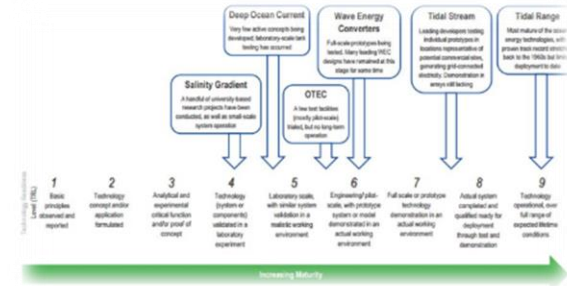 Deep Ocean Current
Very few active concepts being
developed; laboratory-scale tank
testing has occurred
Wave Energy
Converters
Full-scale prototypes being
tested. Many leading WEC
designs have remained at this
stage for some time
Tidal Stream
Leading developers testing
individual prototypes in
locations representative of
potential commercial sites,
generating grid-connected
electricity. Demonstration in
arrays still lacking
Tidal Range
Most mature of the ocean
energy technologies, with
proven track record
back to the 1960s but
deployment to date
Salinity Gradient
A handful of university-based
research projects have been
conducted, as well as small-scale
system operation
OTEC
A few test facilities
(mostly pilot-scale)
trialed, but no long-term
operation
Technology Readiness
Level (TRL)
1
Basic
principles
observed and
reported
2
Technology
concept and/or
application
formulated
3
Analytical and
experimental
critical function
and/or proof of
concept
4
Technology
(system or
components)
validated in a
laboratory
experiment
5
Laboratory scale,
with similar system
validation in a
realistic working
environment
6
Engineering/pilot-
scale, with prototype
system or model
demonstrated in an
actual working
environment
7
Full scale or prototype
technology
demonstration in an
actual working
environment
8
Actual system
completed and
qualified ready for
deployment
through test and
demonstration
9
Technology
operational, over
full range of
expected lifetime
conditions
Increasing Maturity